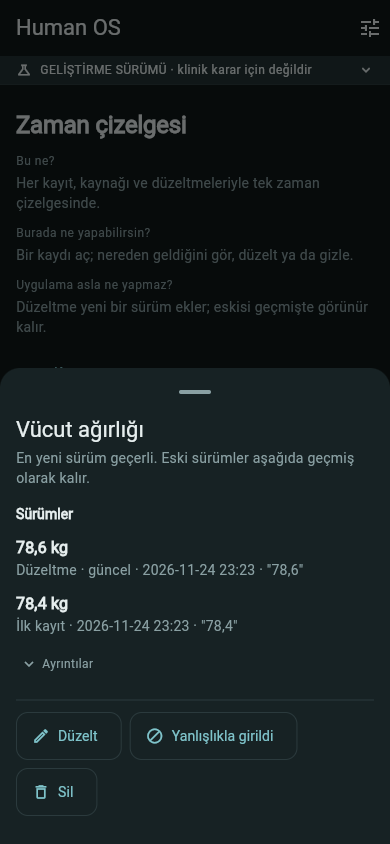 Human OS
GELİŞTİRME SÜRÜMÜ · klinik karar için değildir
Zaman çizelgesi
Bu ne?
Her kayıt, kaynağı ve düzeltmeleriyle tek zaman
çizelgesinde.
Burada ne yapabilirsin?
Bir kaydı aç; nereden geldiğini gör, düzelt ya da gizle.
Uygulama asla ne yapmaz?
Düzeltme yeni bir sürüm ekler; eskisi geçmişte görünür
kalır.
Vücut ağırlığı
En yeni sürüm geçerli. Eski sürümler aşağıda geçmiş
olarak kalır.
Sürümler
78,6 kg
Düzeltme · güncel · 2026-11-24 23:23 · "78,6"
78,4 kg
İlk kayıt · 2026-11-24 23:23 · "78,4"
Ayrıntılar
Düzelt
Yanlışlıkla girildi
Sil